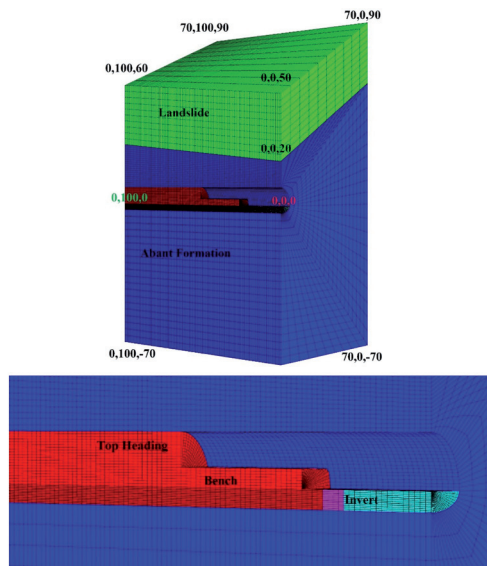 70,100,90
70,0,90
0,100,60
0,0,50
Landslide
0,0,20
0,100,0
0,0,0
Abant Formation
0,100,-70
70,0,-70
Top Heading
Bench
Invert